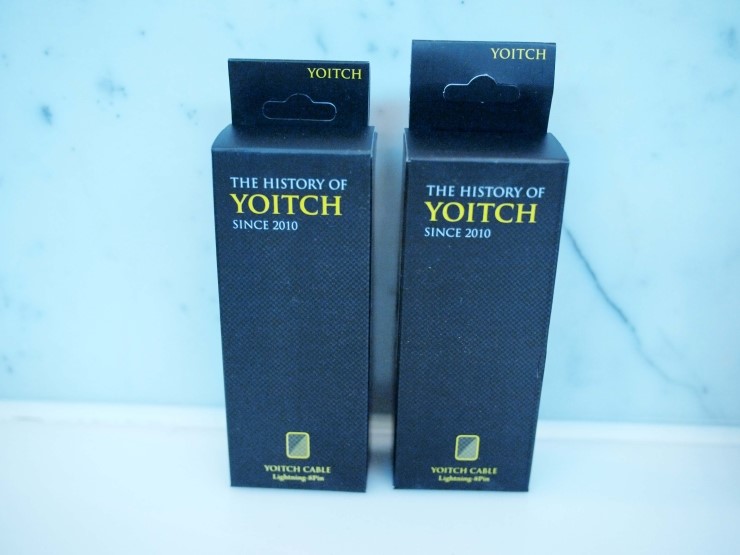 YOITCH
THE HISTORY OF
YOITCH
SINCE 2010
YOITCH CABLE
Lightning-8Pin
YOITCH
THE HISTORY OF
YOITCH
SINCE 2010
YOITCH CABLE
Lightning-8Pin